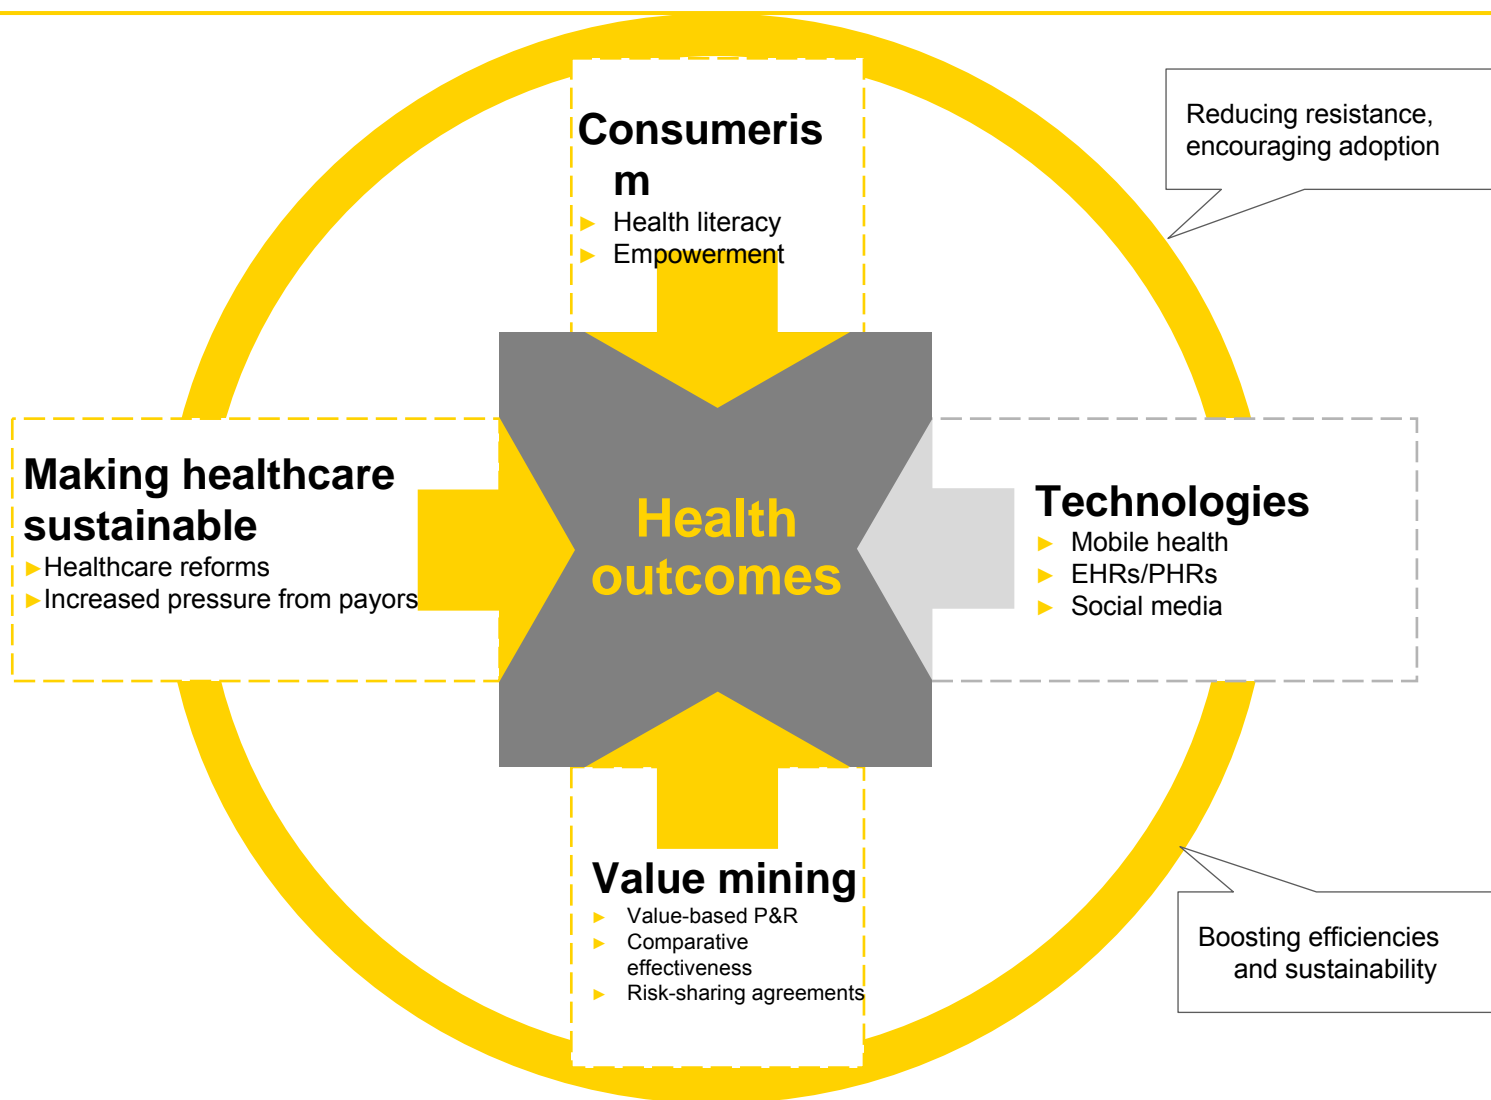 Consumeris
m
► Health literacy
► Empowerment
Reducing resistance,
encouraging adoption
Making healthcare
sustainable
► Healthcare reforms
► Increased pressure from payors
Health
outcomes
Technologies
► Mobile health
► EHRs/PHRs
► Social media
Value mining
► Value-based P&R
► Comparative
effectiveness
► Risk-sharing agreements
Boosting efficiencies
and sustainability